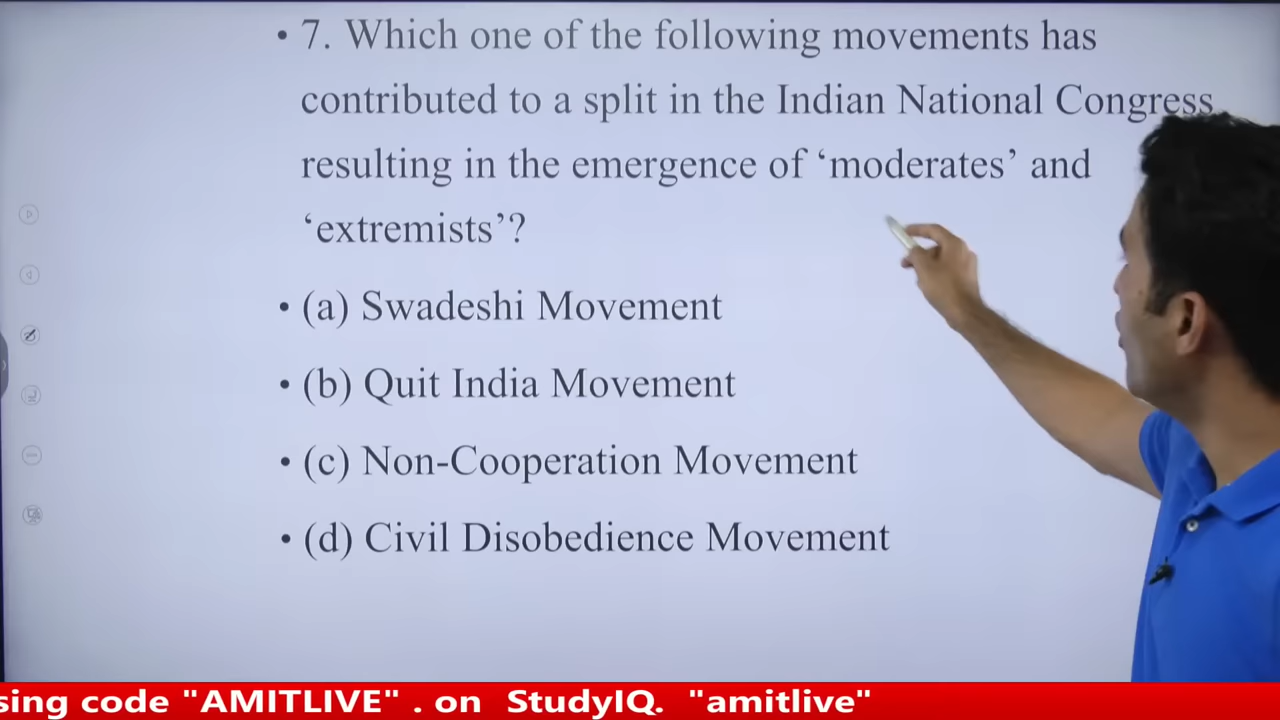 • 7. Which one of the following movements has
contributed to a split in the Indian National Congress
resulting in the emergence of ‘moderates’ and
‘extremists’?
• (a) Swadeshi Movement
• (b) Quit India Movement
• (c) Non-Cooperation Movement
• (d) Civil Disobedience Movement
sing code "AMITLIVE" . on StudyIQ. "amitlive"